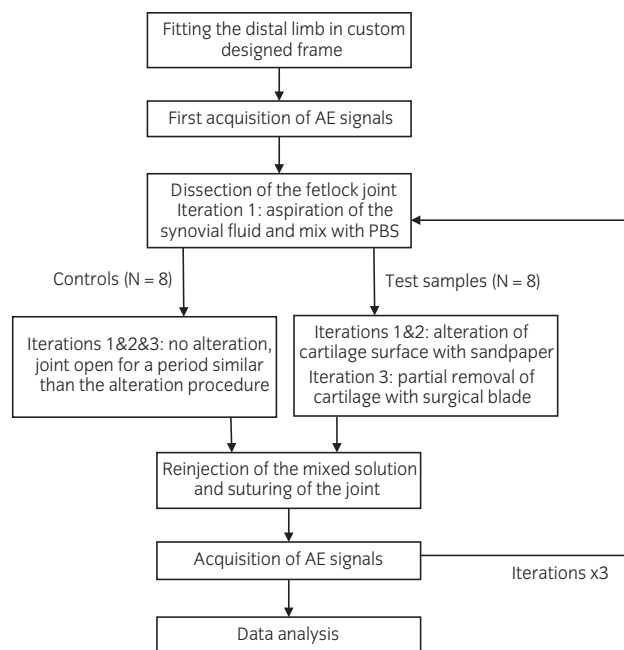 Fitting the distal limb in custom
designed frame
First acquisition of AE signals
Dissection of the fetlock joint
Iteration 1: aspiration of the
synovial fluid and mix with PBS
Controls (N = 8)
Test samples (N = 8)
Iterations 1&2&3: no alteration,
joint open for a period similar
than the alteration procedure
Iterations 1&2: alteration of
cartilage surface with sandpaper
Iteration 3: partial removal of
cartilage with surgical blade
Reinjection of the mixed solution
and suturing of the joint
Acquisition of AE signals
Iterations x3
Data analysis